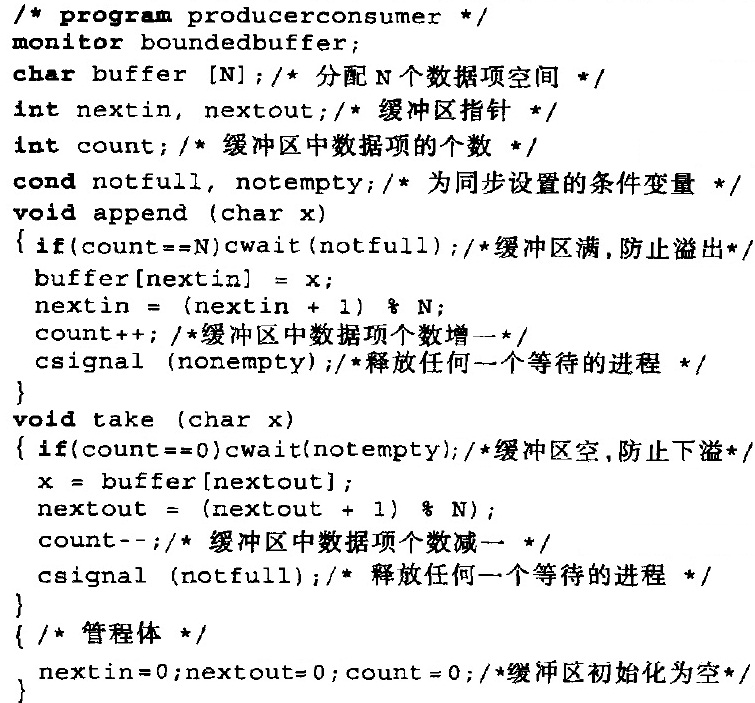 /* program producerconsumer */
monitor boundedbuffer;
char buffer [N];/* 分配N个数据项空间 */
int nextin, nextout;/* 缓冲区指针 */
int count;/* 缓冲区中数据项的个数 */
cond notfull, notempty;/* 为同步设置的条件变量 */
void append (char x)
{ if(count==N)cwait(notfull);/*缓冲区满,防止溢出*/
buffer[nextin] = x;
nextin = (nextin + 1) % N;
count++; /*缓冲区中数据项个数增一*/
csignal (nonempty);/*释放任何一个等待的进程 */
}
void take (char x)
{ if(count==0)cwait(notempty);/*缓冲区空,防止下溢*/
x = buffer[nextout];
nextout = (nextout + 1) % N);
count--;/* 缓冲区中数据项个数减一 */
csignal (notfull);/* 释放任何一个等待的进程 */
}
{ /* 管程体 */
nextin=0;nextout=0;count=0;/*缓冲区初始化为空*/
}